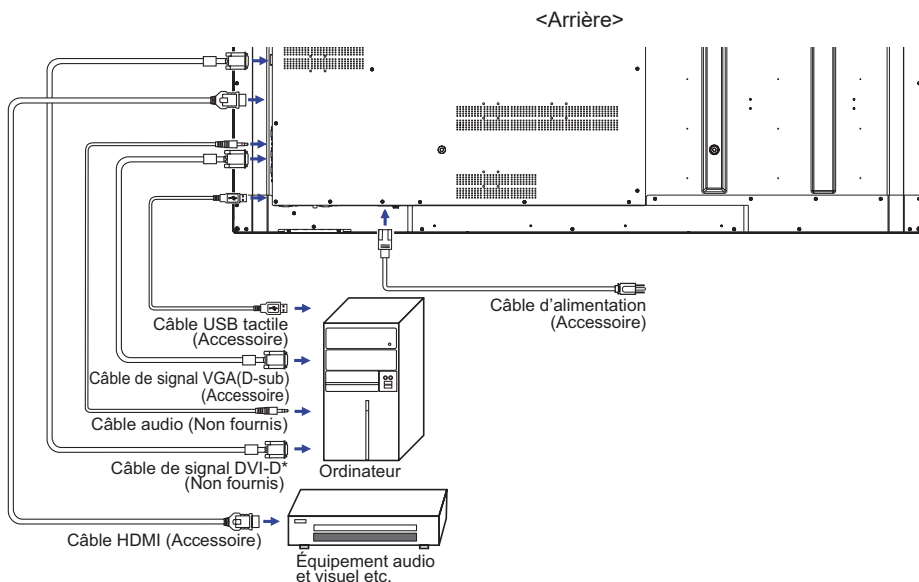 <Arrière>
Câble d'alimentation
(Accessoire)
Câble USB tactile
(Accessoire)
Câble de signal VGA(D-sub)
(Accessoire)
Câble audio (Non fournis)
Câble de signal DVI-D*
(Non fournis)
Ordinateur
Câble HDMI (Accessoire)
Équipement audio
et visuel etc.